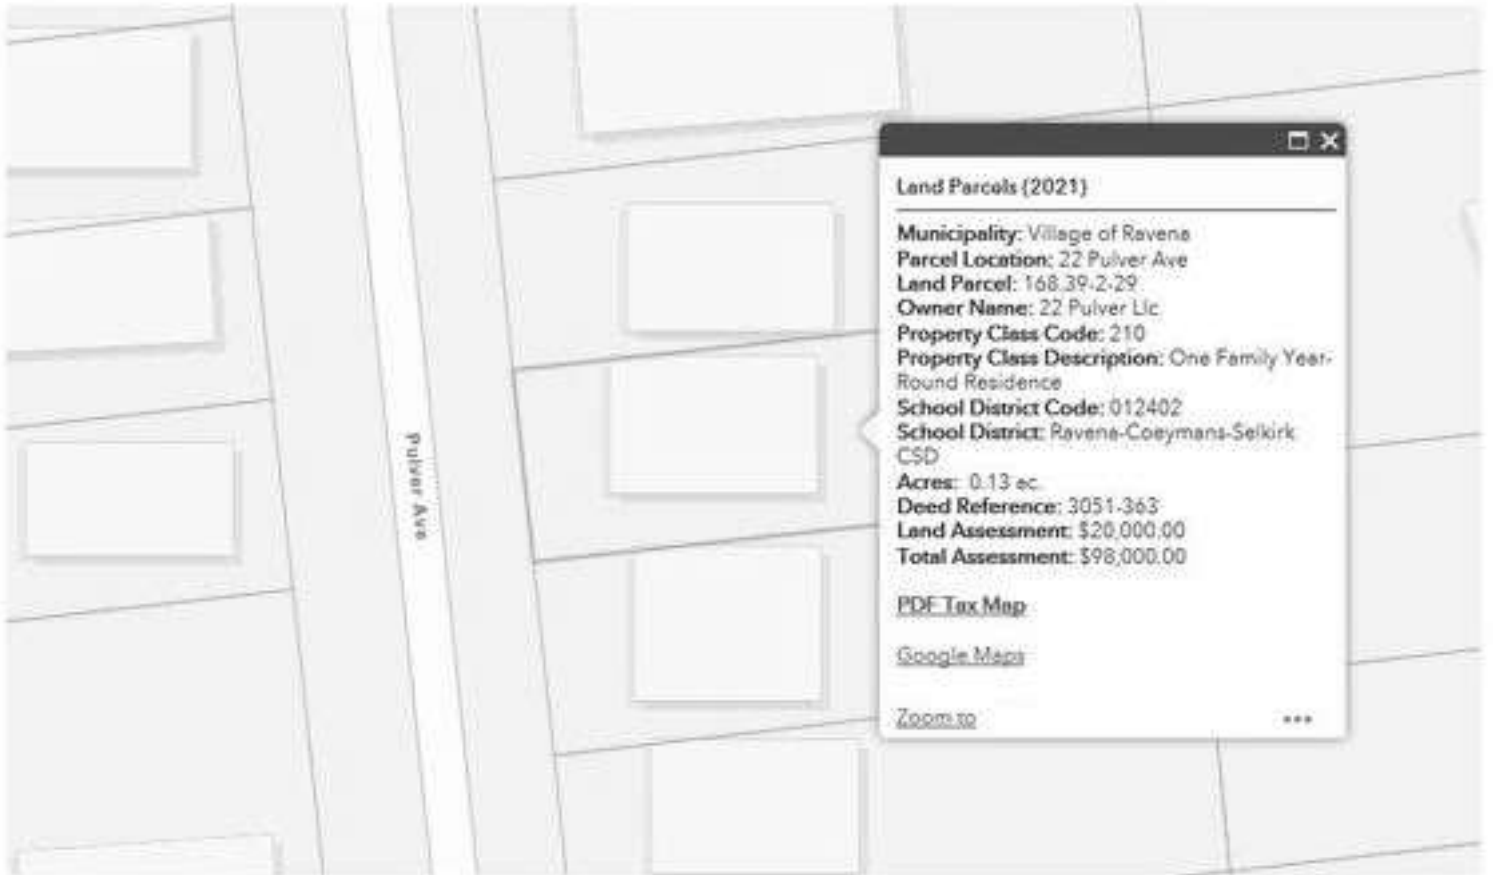 Land Parcels (2021)
Municipality: Village of Ravena
Parcel Location: 22 Pulver Ave
Land Parcel: 168.39-2-29
Owner Name: 22 Pulver Llc
Property Class Code: 210
Property Class Description: One Family Year-
Round Residence
School District Code: 012402
School District: Ravena-Coeymans-Selkirk
CSD
Acres: 0.13 ac.
Deed Reference: 3051-363
Land Assessment: $20,000.00
Total Assessment: $98,000.00
PDF Tax Map
Google Maps
Zoom to
Pulver Ave